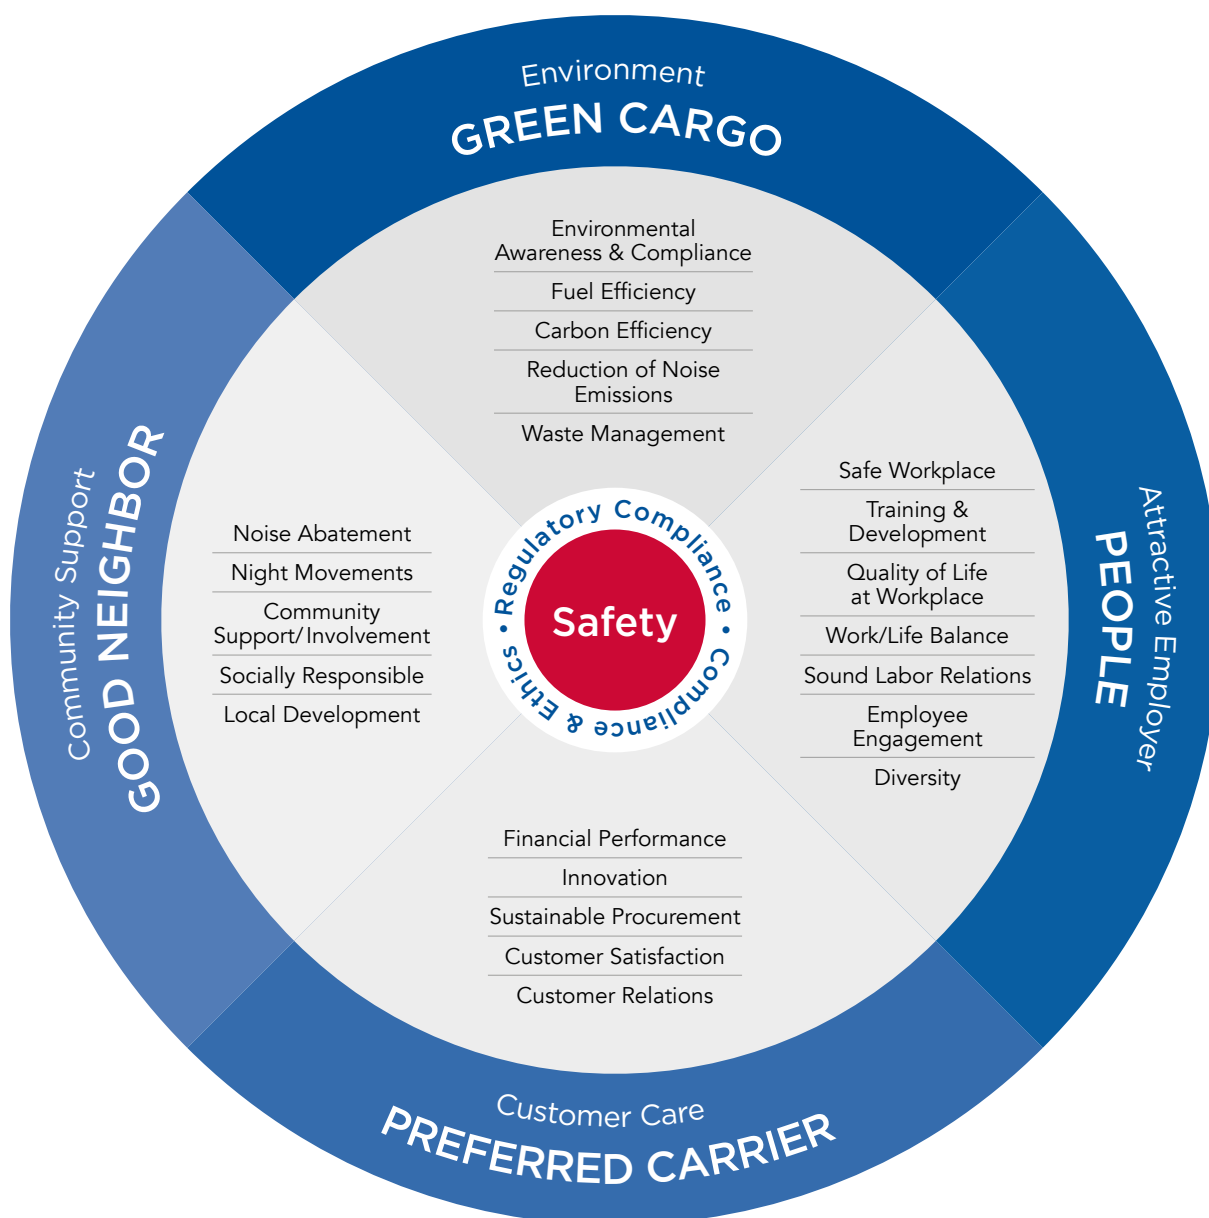 Environment
GREEN CARGO
Environmental
Awareness & Compliance
Fuel Efficiency
Carbon Efficiency
Reduction of Noise
Emissions
Waste Management
Attractive Employer
PEOPLE
Safe Workplace
Training &
Development
Quality of Life
at Workplace
Work/Life Balance
Sound Labor Relations
Employee
Engagement
Diversity
Customer Care
PREFERRED CARRIER
Financial Performance
Innovation
Sustainable Procurement
Customer Satisfaction
Customer Relations
Community Support
GOOD NEIGHBOR
Noise Abatement
Night Movements
Community
Support/Involvement
Socially Responsible
Local Development
• Regulatory Compliance • Compliance & Ethics
Safety